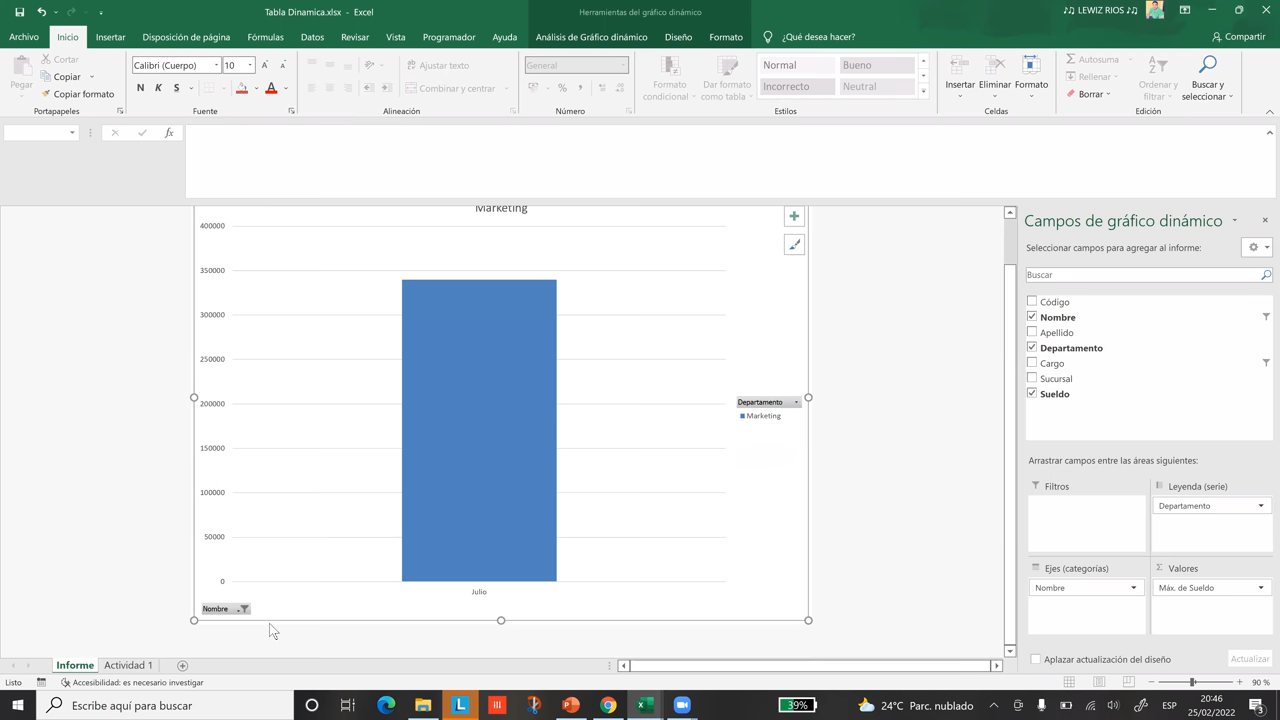 Tabla Dinamica.xlsx - Excel
Herramientas del gráfico dinámico
♫ LEWIZ RIOS ♫
Archivo Inicio Insertar Disposición de página Fórmulas Datos Revisar Vista Programador Ayuda Análisis de Gráfico dinámico Diseño Formato ¿Qué desea hacer? Compartir
Pegar
Cortar
Copiar
Copiar formato
Portapapeles
Calibri (Cuerpo) 10
N K S
Fuente
Ajustar texto
Combinar y centrar
Alineación
General
Número
Formato condicional
Dar formato como tabla
Normal Bueno
Incorrecto Neutral
Estilos
Insertar Eliminar Formato
Celdas
Autosuma
Rellenar
Borrar
Ordenar y filtrar
Buscar y seleccionar
Edición
fx
Marketing
400000
350000
300000
250000
200000
150000
100000
50000
0
Julio
Nombre
Departamento
Marketing
Campos de gráfico dinámico
Seleccionar campos para agregar al informe:
Buscar
Código
Nombre
Apellido
Departamento
Cargo
Sucursal
Sueldo
Arrastrar campos entre las áreas siguientes:
Filtros
Leyenda (serie)
Departamento
Ejes (categorías)
Σ Valores
Nombre
Máx. de Sueldo
Aplazar actualización del diseño
Actualizar
Informe Actividad 1
Listo
Accesibilidad: es necesario investigar
90 %
Escribe aquí para buscar
39%
24°C Parc. nublado
ESP
20:46
25/02/2022
3